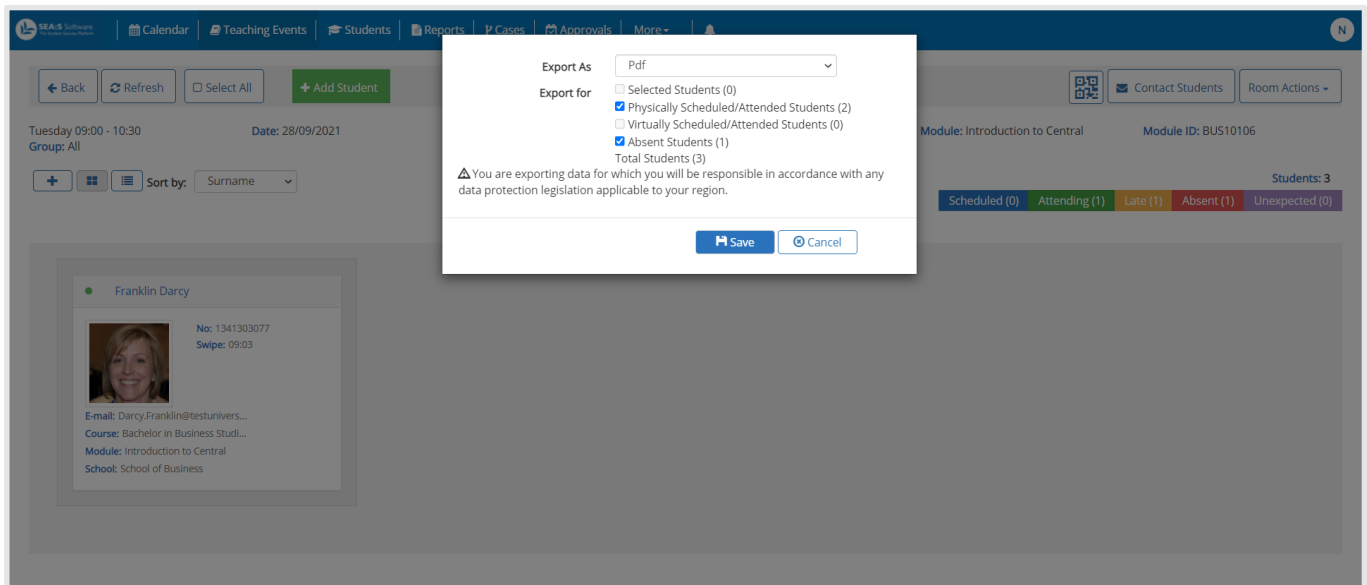 SEAtS Software
Calendar
Teaching Events
Students
Reports
Cases
Approvals
More
N
Back
Refresh
Select All
+ Add Student
Contact Students
Room Actions
Export As
Pdf
Export for
Selected Students (0)
Physically Scheduled/Attended Students (2)
Virtually Scheduled/Attended Students (0)
Absent Students (1)
Total Students (3)
You are exporting data for which you will be responsible in accordance with any
data protection legislation applicable to your region.
Save
Cancel
Tuesday 09:00 - 10:30
Date: 28/09/2021
Module: Introduction to Central
Module ID: BUS10106
Group: All
Sort by:
Surname
Students: 3
Scheduled (0)
Attending (1)
Late (1)
Absent (1)
Unexpected (0)
Franklin Darcy
No: 1341303077
Swipe: 09:03
E-mail: Darcy.Franklin@testunivers...
Course: Bachelor in Business Studi...
Module: Introduction to Central
School: School of Business